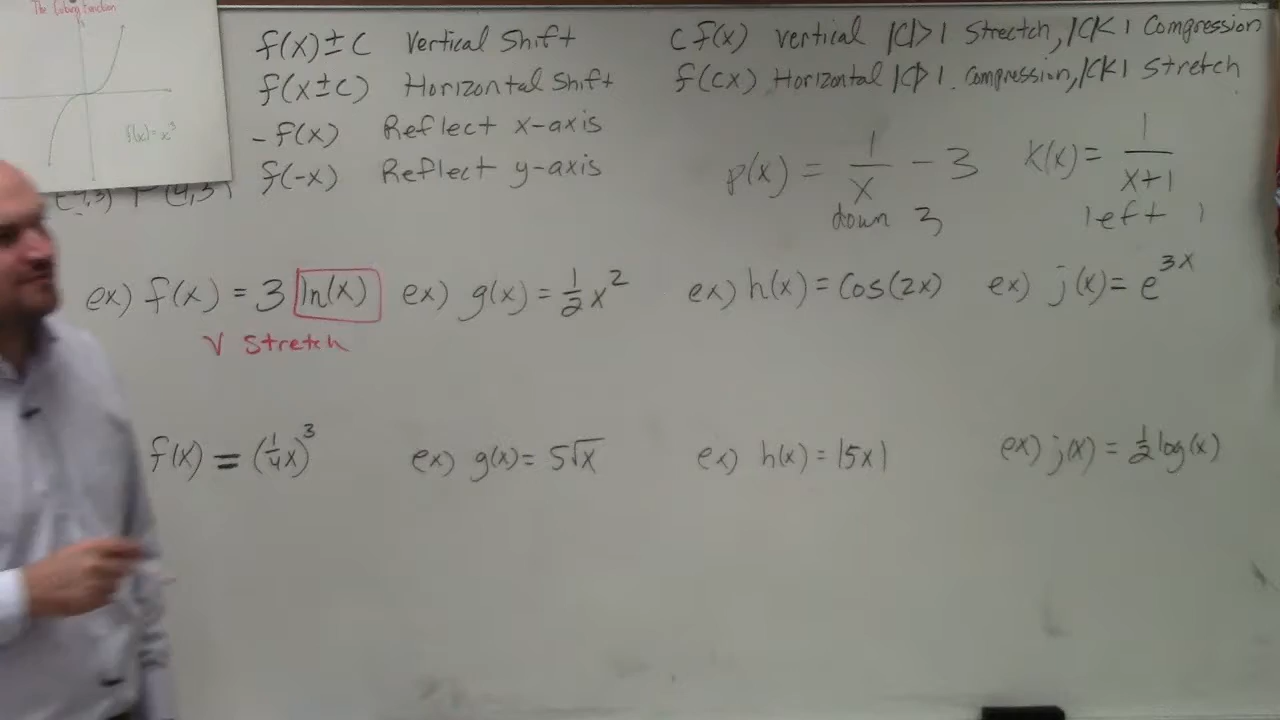 The Cubing Function
f(x)=x³
f(x) ± C Vertical Shift
f(x±C) Horizontal Shift
-f(x) Reflect x-axis
f(-x) Reflect y-axis
C f(x) vertical |C|>1 Strectch, |C|<1 Compression
f(cx) Horizontal |C|>1 Compression, |C|<1 Stretch
p(x) = 1/x - 3
down 3
K(x) = 1/(x+1)
left 1
ex) f(x) = 3 ln(x)
V Stretch
ex) g(x) = 1/2 x²
ex) h(x) = Cos(2x)
ex) j(x) = e^3x
f(x) = (1/4x)³
ex) g(x) = 5√x
ex) h(x) = |5x|
ex) j(x) = 1/2 log(x)